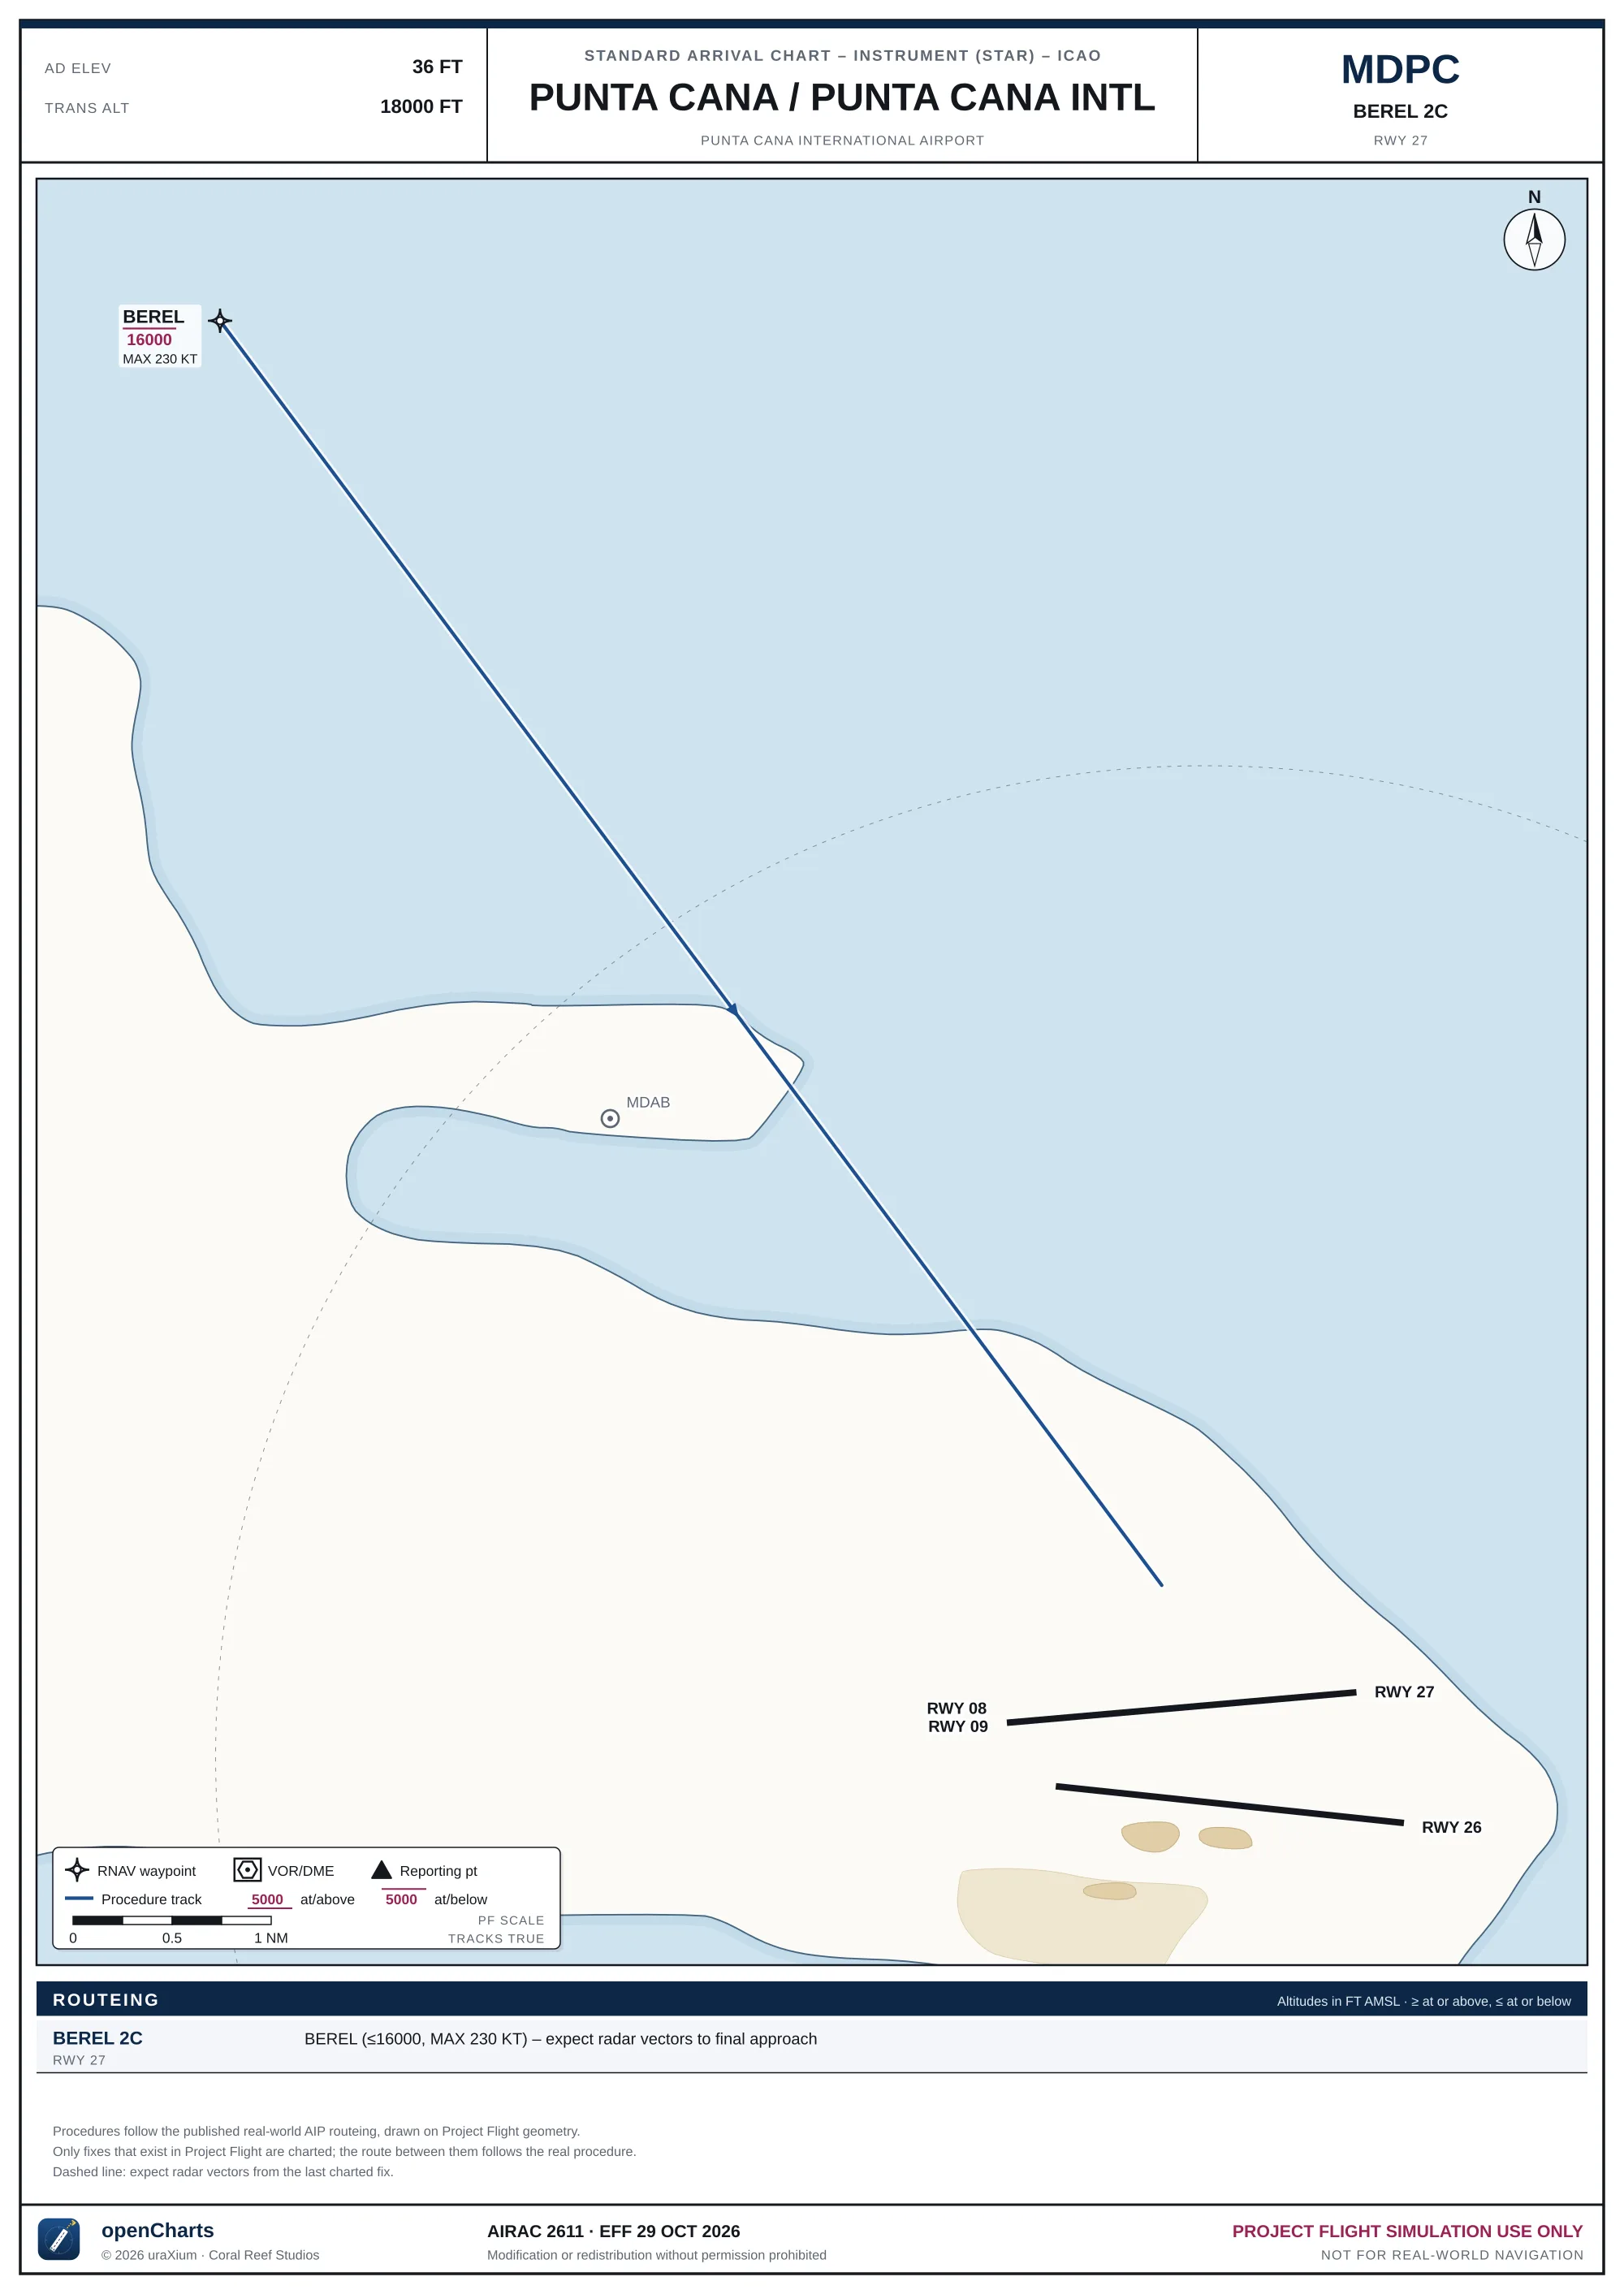 AD ELEV 36 FT
TRANS ALT 18000 FT
STANDARD ARRIVAL CHART – INSTRUMENT (STAR) – ICAO
PUNTA CANA / PUNTA CANA INTL
PUNTA CANA INTERNATIONAL AIRPORT
MDPC
BEREL 2C
RWY 27
N
BEREL
16000
MAX 230 KT
MDAB
RWY 27
RWY 08
RWY 09
RWY 26
RNAV waypoint VOR/DME Reporting pt
Procedure track 5000 at/above 5000 at/below
PF SCALE
0 0.5 1 NM TRACKS TRUE
ROUTEING Altitudes in FT AMSL · ≥ at or above, ≤ at or below
BEREL 2C BEREL (≤16000, MAX 230 KT) – expect radar vectors to final approach
RWY 27
Procedures follow the published real-world AIP routeing, drawn on Project Flight geometry.
Only fixes that exist in Project Flight are charted; the route between them follows the real procedure.
Dashed line: expect radar vectors from the last charted fix.
openCharts
© 2026 uraXium · Coral Reef Studios
AIRAC 2611 · EFF 29 OCT 2026
Modification or redistribution without permission prohibited
PROJECT FLIGHT SIMULATION USE ONLY
NOT FOR REAL-WORLD NAVIGATION